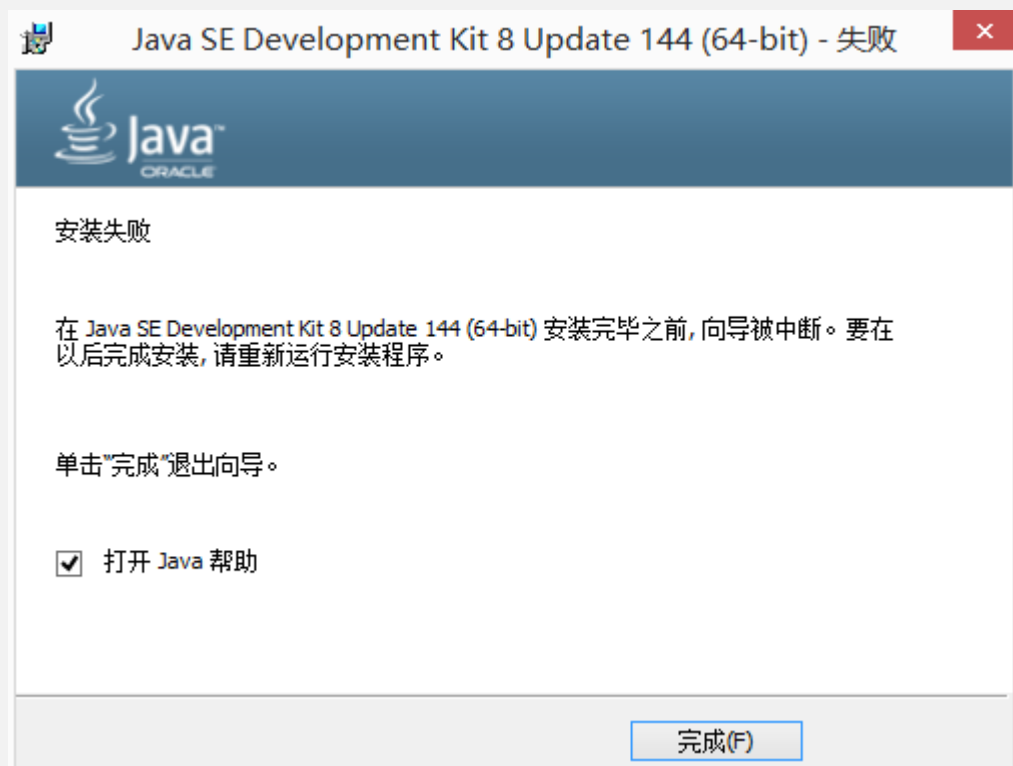 Java SE Development Kit 8 Update 144 (64-bit) - 失败
Java™
ORACLE
安装失败
在 Java SE Development Kit 8 Update 144 (64-bit) 安装完毕之前, 向导被中断。要在
以后完成安装, 请重新运行安装程序。
单击"完成"退出向导。
打开 Java 帮助
完成(F)